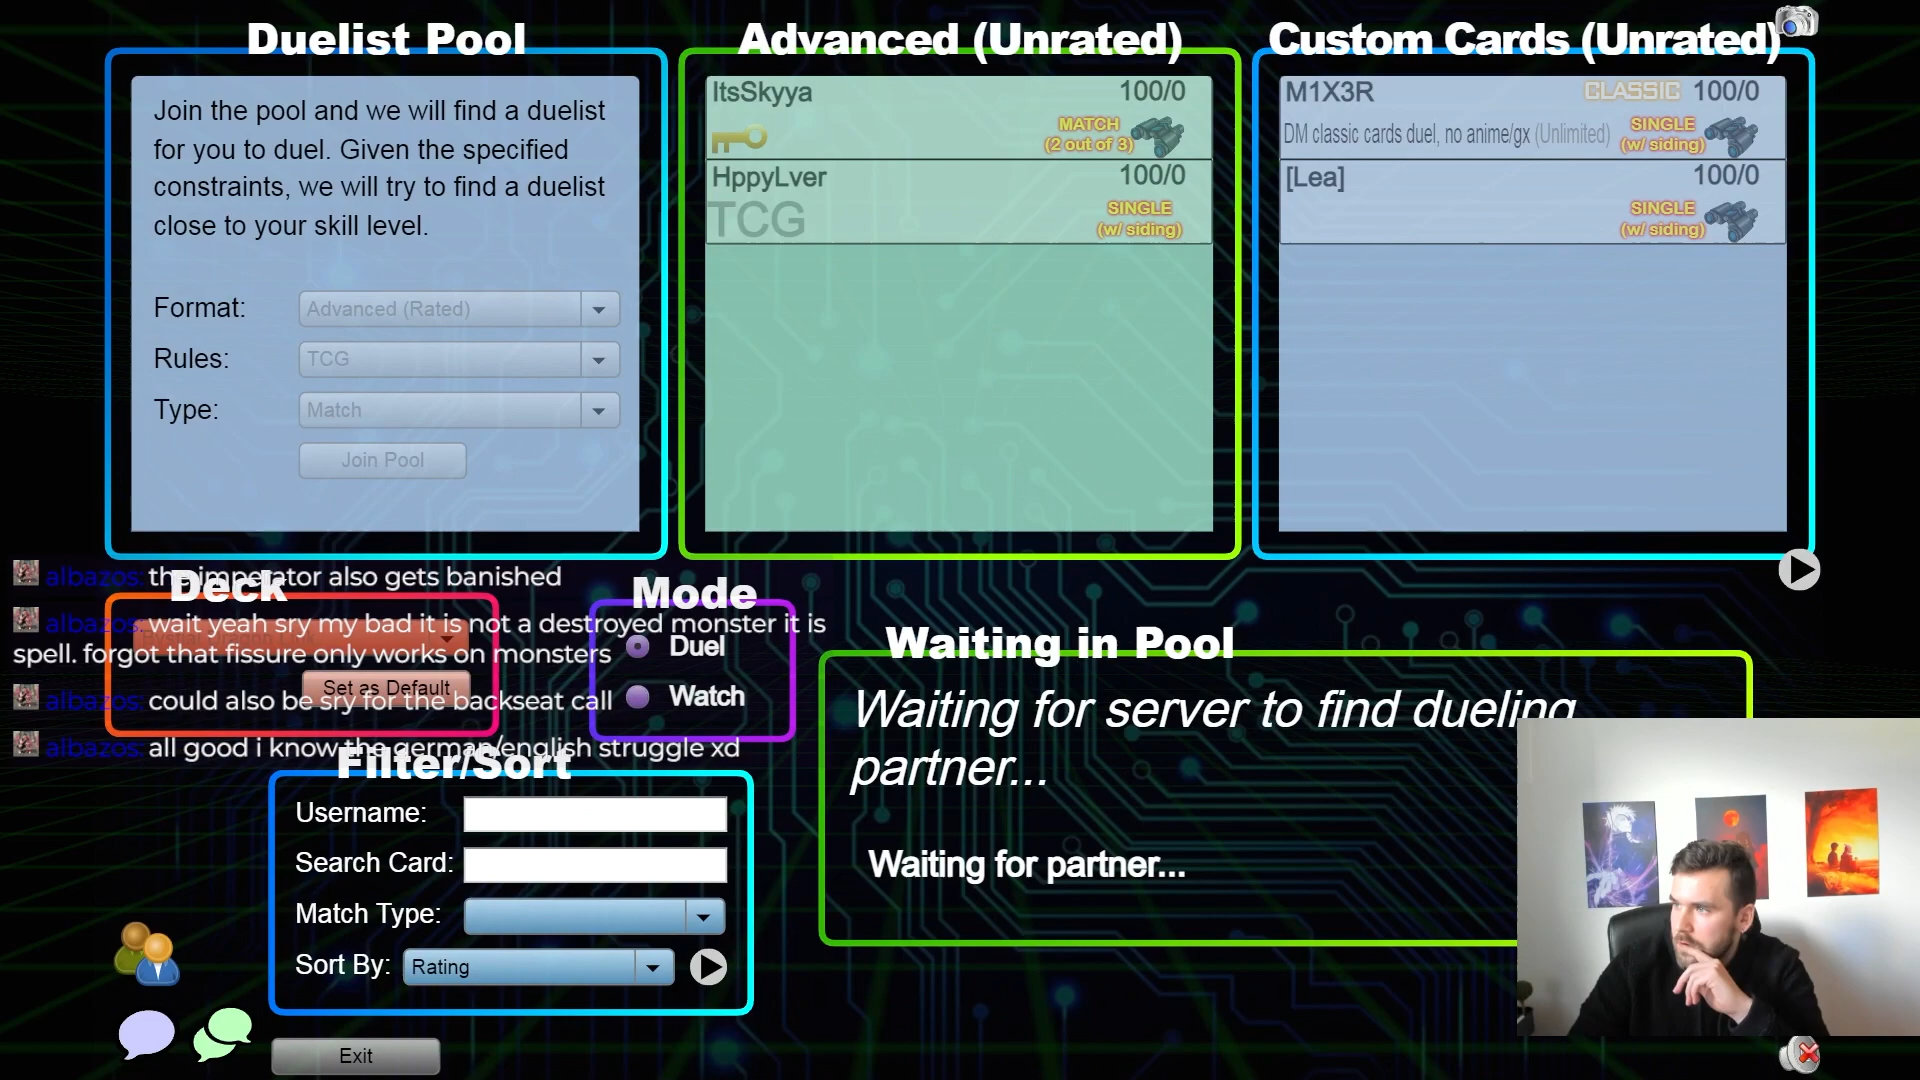 Duelist Pool
Join the pool and we will find a duelist
for you to duel. Given the specified
constraints, we will try to find a duelist
close to your skill level.
Format: Advanced (Rated)
Rules: TCG
Type: Match
Join Pool
Advanced (Unrated)
ItsSkyya 100/0
MATCH
(2 out of 3)
HppyLver 100/0
TCG SINGLE
(w/ siding)
Custom Cards (Unrated)
M1X3R CLASSIC 100/0
DM classic cards duel, no anime/gx (Unlimited) SINGLE
(w/ siding)
[Lea] 100/0
SINGLE
(w/ siding)
albazos: the imperator also gets banished
albazos: wait yeah sry my bad it is not a destroyed monster it is
spell. forgot that fissure only works on monsters
albazos: could also be sry for the backseat call
albazos: all good i know the german/english struggle xd
Deck
Set as Default
Mode
Duel
Watch
Filter/Sort
Username:
Search Card:
Match Type:
Sort By: Rating
Exit
Waiting in Pool
Waiting for server to find dueling
partner...
Waiting for partner...